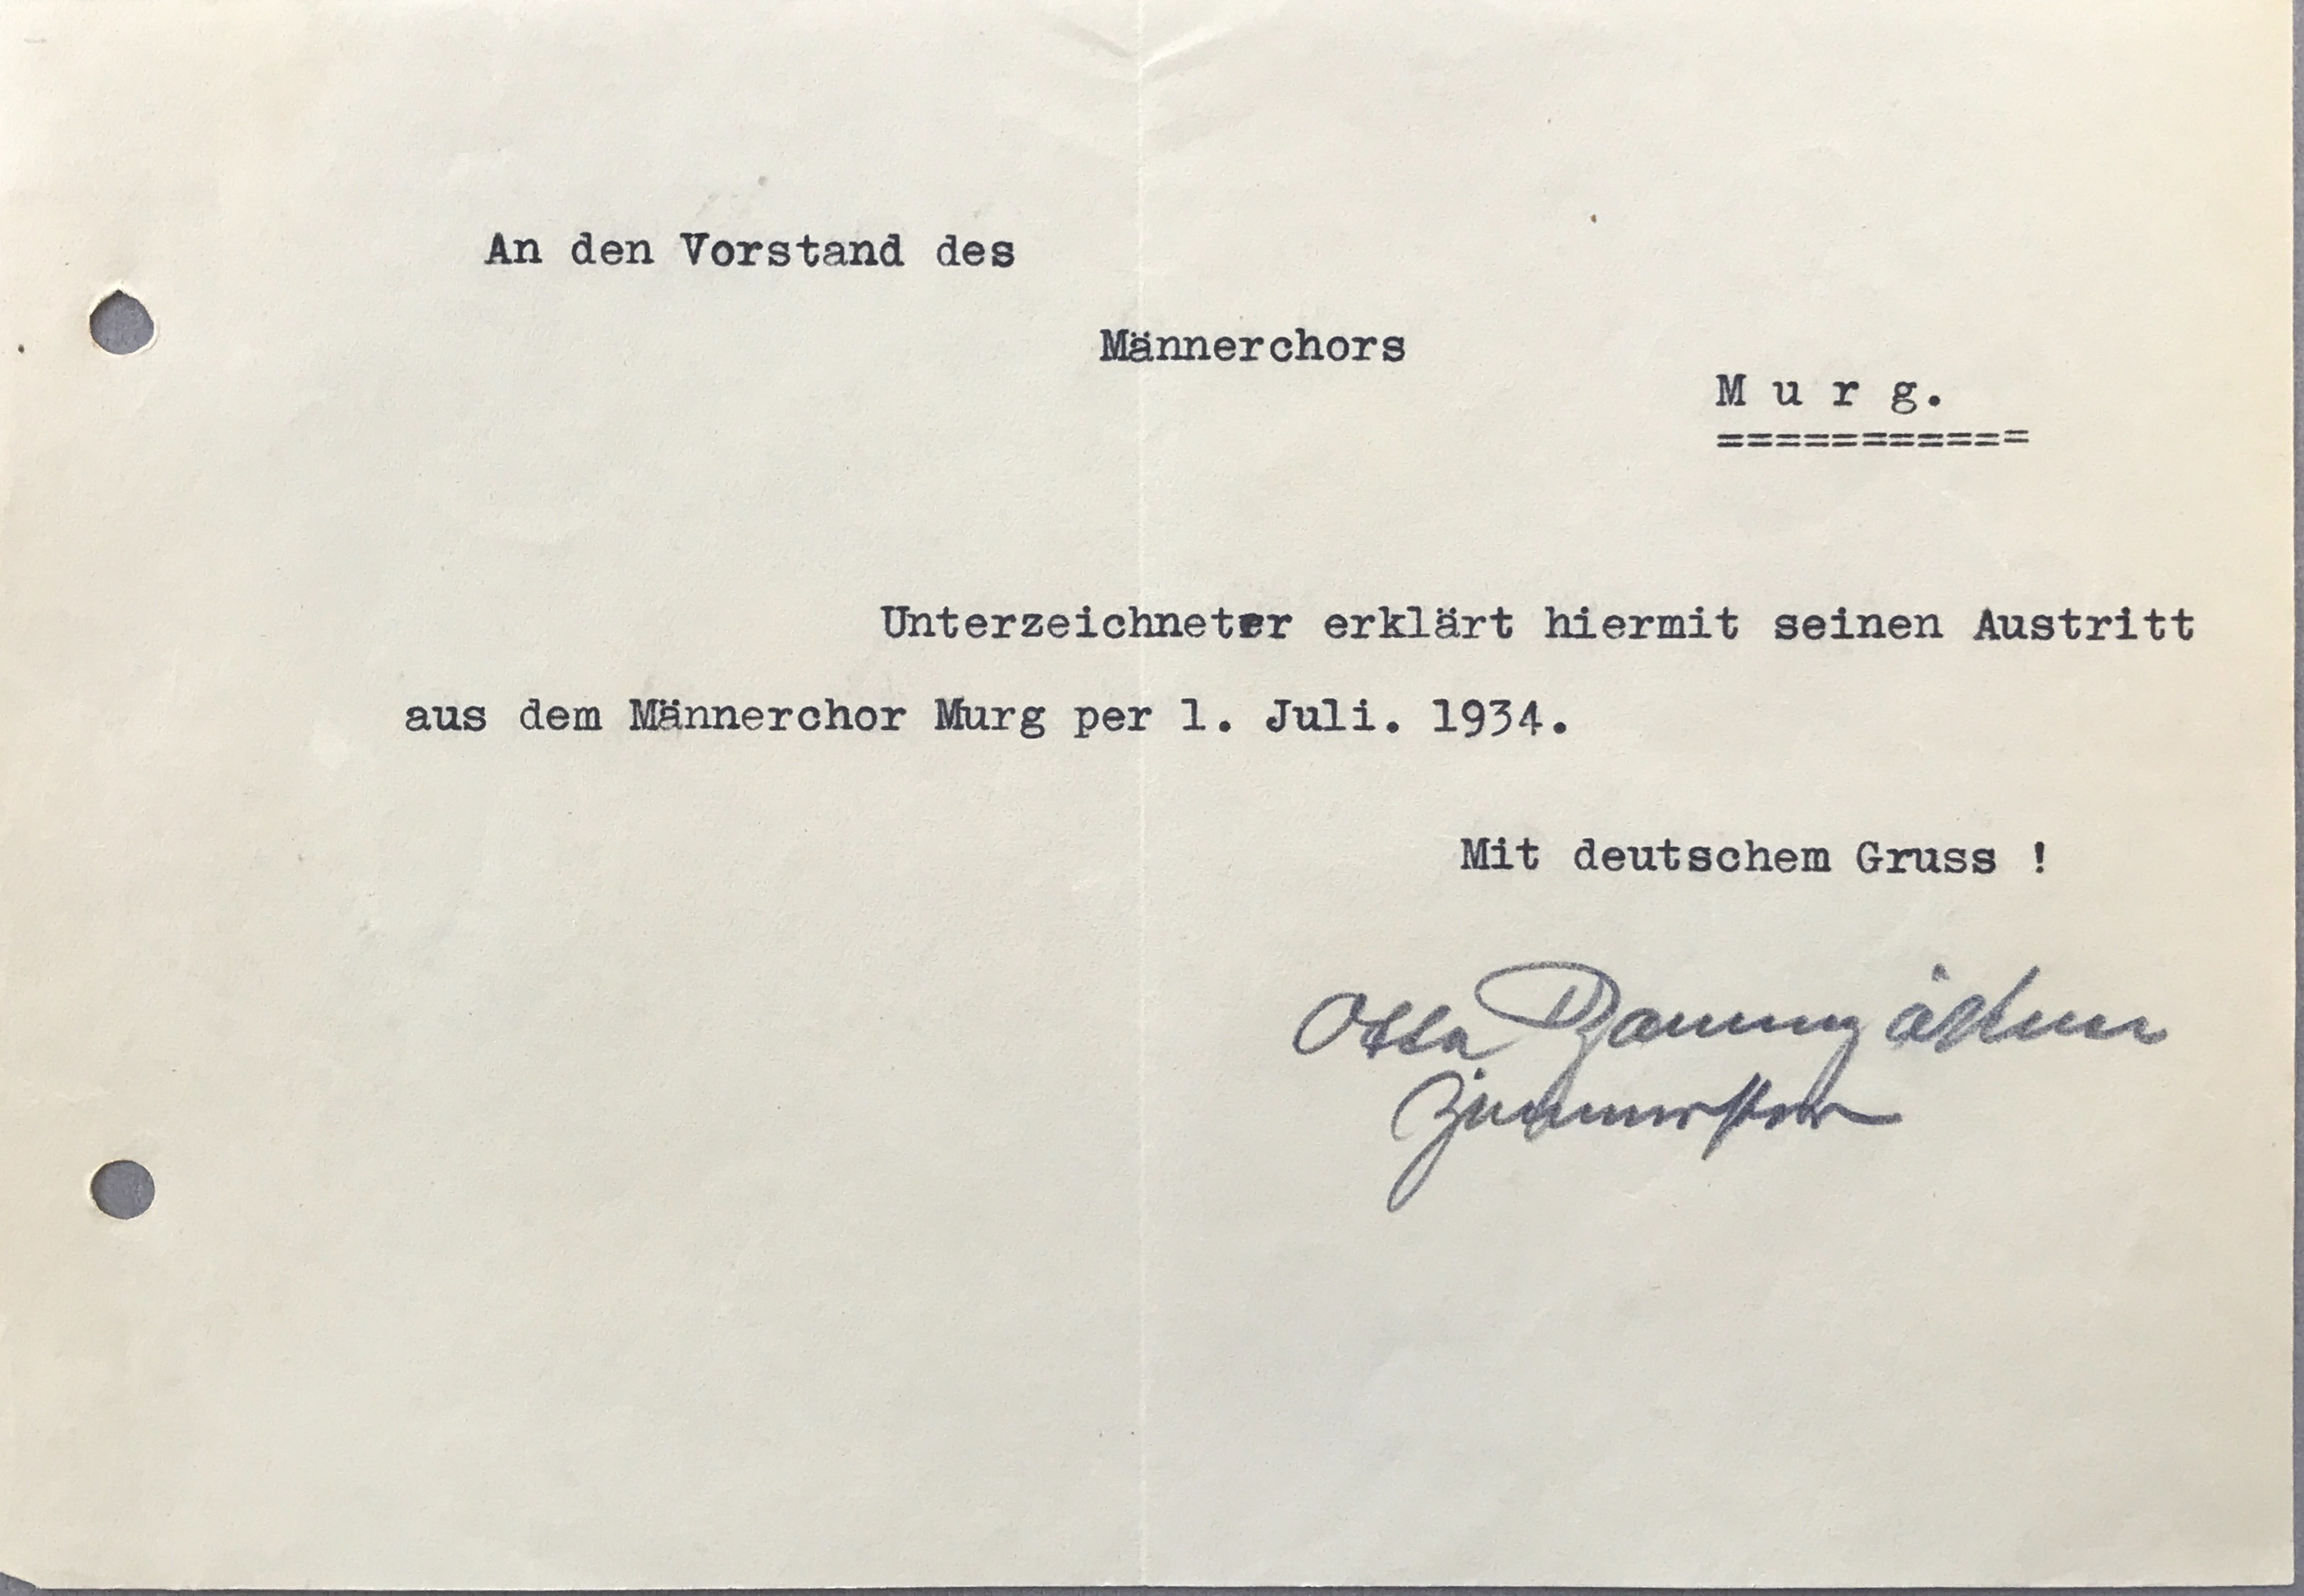 An den Vorstand des
Männerchors
M u r g.
===========
Unterzeichneter erklärt hiermit seinen Austritt
aus dem Männerchor Murg per 1. Juli. 1934.
Mit deutschem Gruss !
Otto Baumgärtner